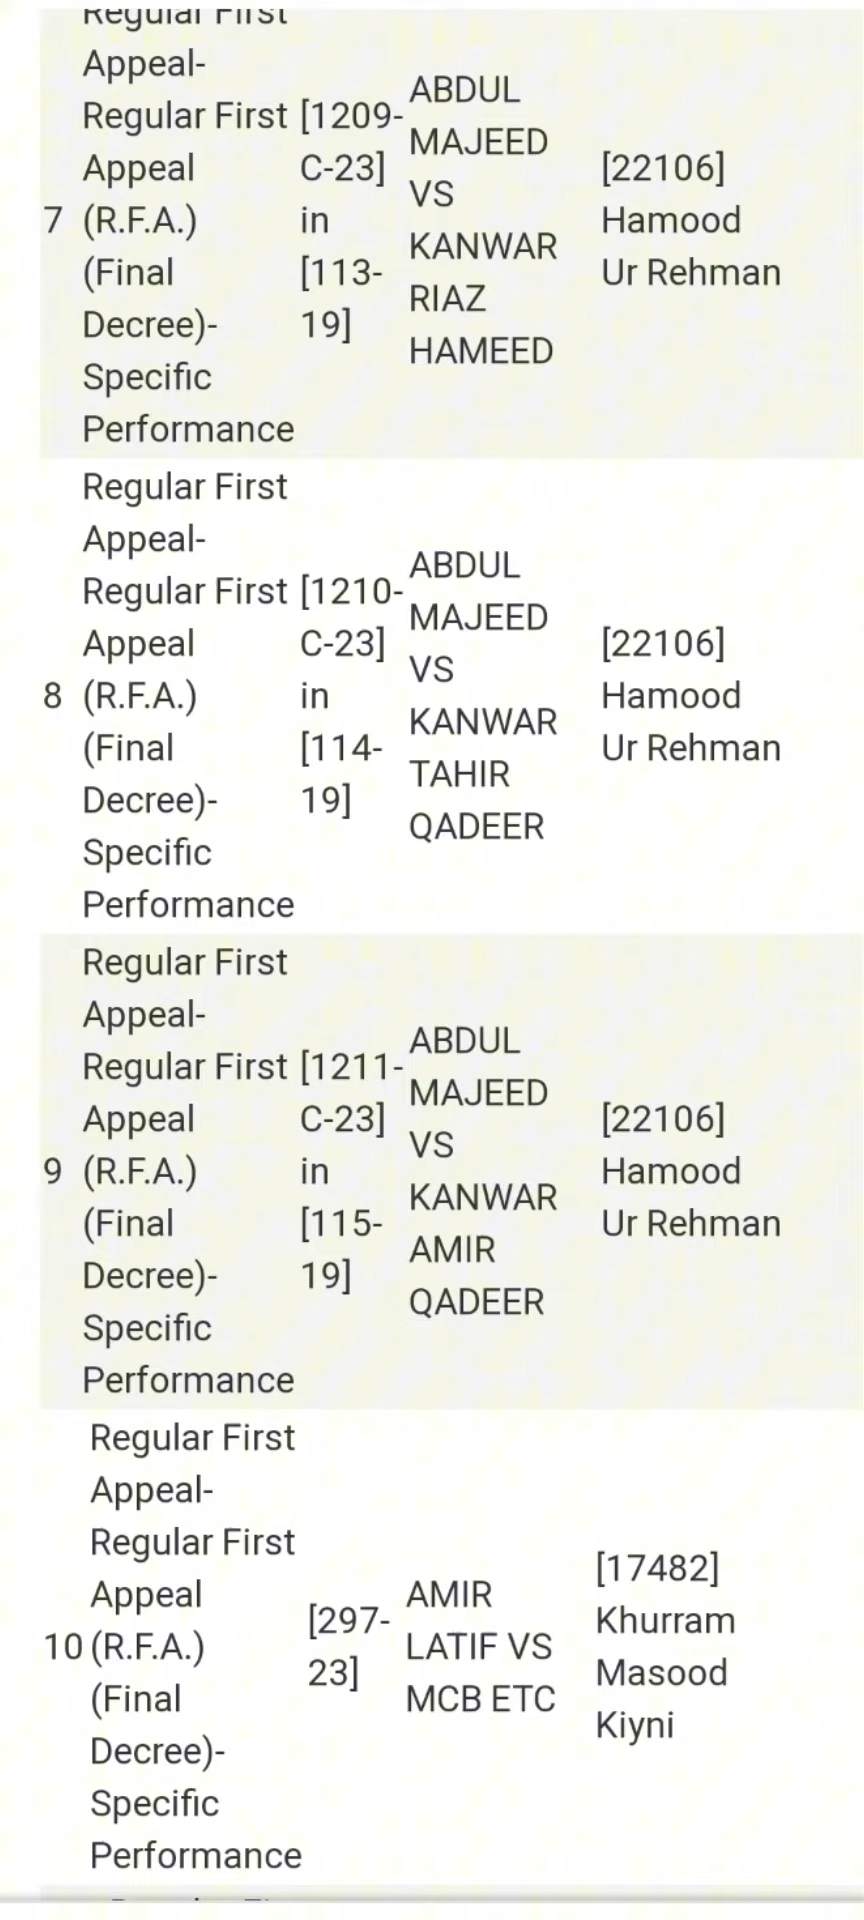 Regular First
Appeal-
Regular First
Appeal
7 (R.F.A.)
(Final
Decree)-
Specific
Performance
[1209-
C-23]
in
[113-
19]
ABDUL
MAJEED
VS
KANWAR
RIAZ
HAMEED
[22106]
Hamood
Ur Rehman
Regular First
Appeal-
Regular First
Appeal
8 (R.F.A.)
(Final
Decree)-
Specific
Performance
[1210-
C-23]
in
[114-
19]
ABDUL
MAJEED
VS
KANWAR
TAHIR
QADEER
[22106]
Hamood
Ur Rehman
Regular First
Appeal-
Regular First
Appeal
9 (R.F.A.)
(Final
Decree)-
Specific
Performance
[1211-
C-23]
in
[115-
19]
ABDUL
MAJEED
VS
KANWAR
AMIR
QADEER
[22106]
Hamood
Ur Rehman
Regular First
Appeal-
Regular First
Appeal
10 (R.F.A.)
(Final
Decree)-
Specific
Performance
[297-
23]
AMIR
LATIF VS
MCB ETC
[17482]
Khurram
Masood
Kiyni